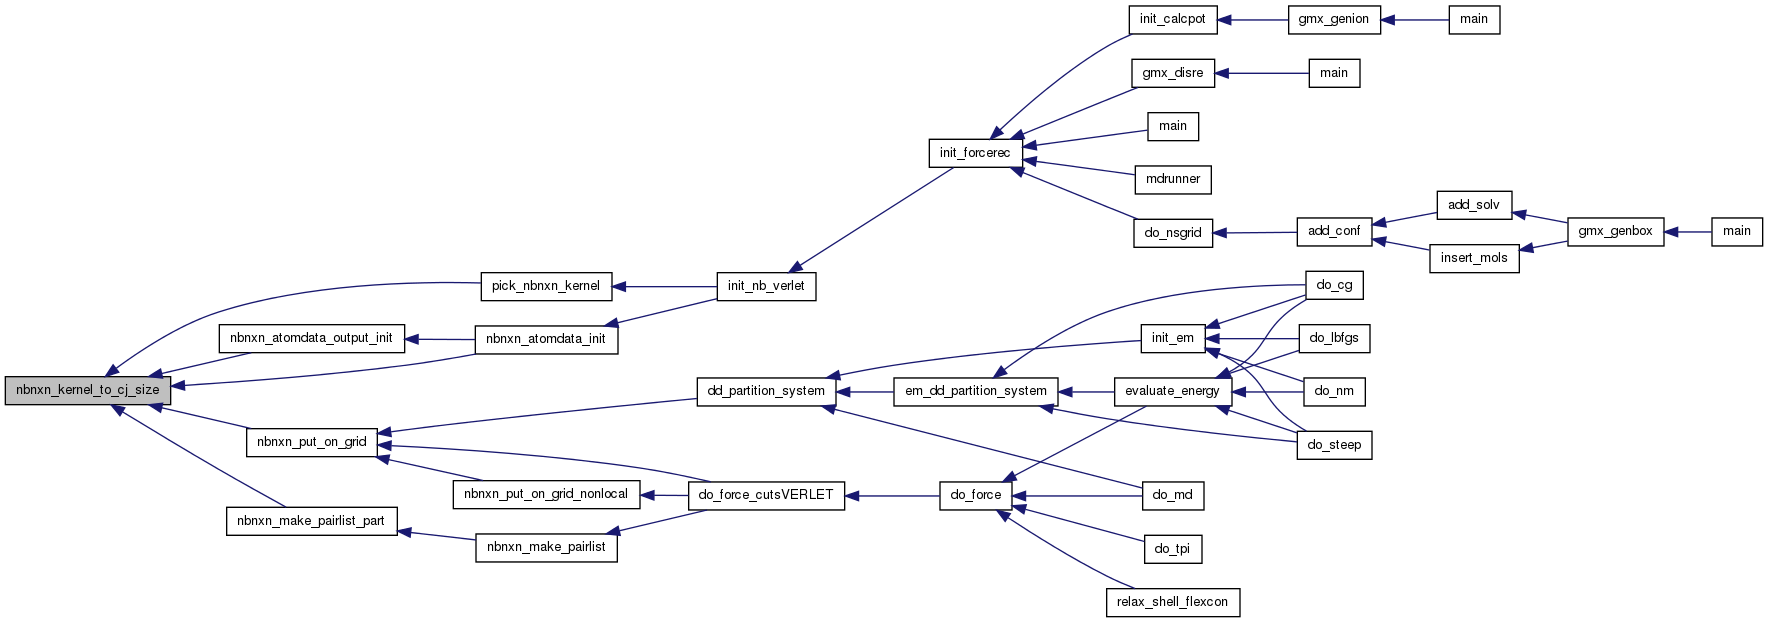 init_calcpot
gmx_genion
main
gmx_disre
main
main
init_forcerec
mdrunner
add_solv
do_nsgrid
add_conf
gmx_genbox
main
insert_mols
pick_nbnxn_kernel
init_nb_verlet
do_cg
nbnxn_atomdata_output_init
nbnxn_atomdata_init
init_em
do_lbfgs
nbnxn_kernel_to_cj_size
dd_partition_system
em_dd_partition_system
evaluate_energy
do_nm
nbnxn_put_on_grid
do_steep
nbnxn_put_on_grid_nonlocal
do_force_cutsVERLET
do_force
do_md
nbnxn_make_pairlist_part
nbnxn_make_pairlist
do_tpi
relax_shell_flexcon